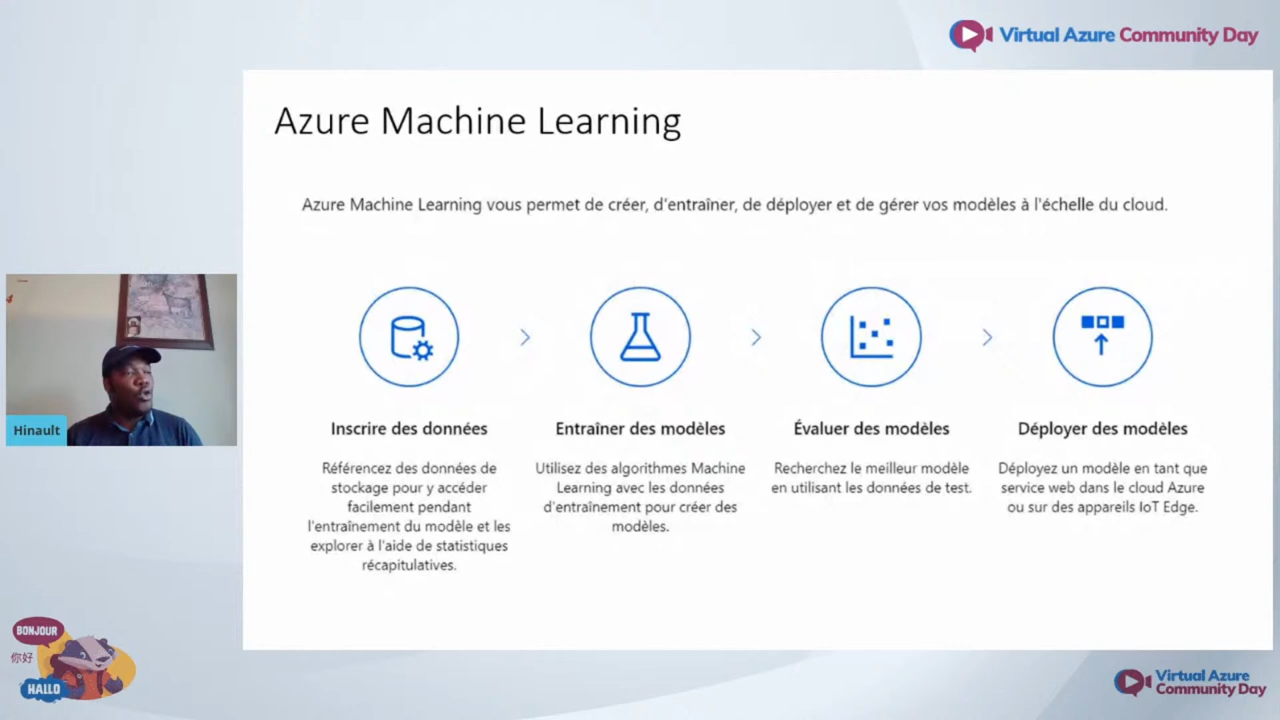 Virtual Azure Community Day
Azure Machine Learning
Azure Machine Learning vous permet de créer, d'entraîner, de déployer et de gérer vos modèles à l'échelle du cloud.
Inscrire des données
Référencez des données de
stockage pour y accéder
facilement pendant
l'entraînement du modèle et les
explorer à l'aide de statistiques
récapitulatives.
Entraîner des modèles
Utilisez des algorithmes Machine
Learning avec les données
d'entraînement pour créer des
modèles.
Évaluer des modèles
Recherchez le meilleur modèle
en utilisant les données de test.
Déployer des modèles
Déployez un modèle en tant que
service web dans le cloud Azure
ou sur des appareils IoT Edge.
Hinault
BONJOUR
你好
HALLO
Virtual Azure
Community Day